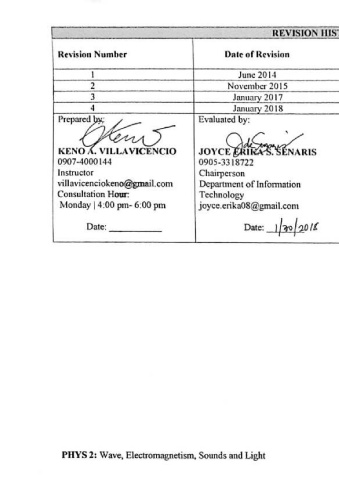 REVISION HIS
Revision Number Date of Revision
1 June 2014
2 November 2015
3 January 2017
4 January 2018
Prepared by:
KENO A. VILLAVICENCIO
0907-4000144
Instructor
villavicenciokeno@gmail.com
Consultation Hour:
Monday | 4:00 pm- 6:00 pm
Date: ____________
Evaluated by:
JOYCE ERIKA S. SENARIS
0905-3318722
Chairperson
Department of Information
Technology
joyce.erika08@gmail.com
Date: 1/30/2018
PHYS 2: Wave, Electromagnetism, Sounds and Light